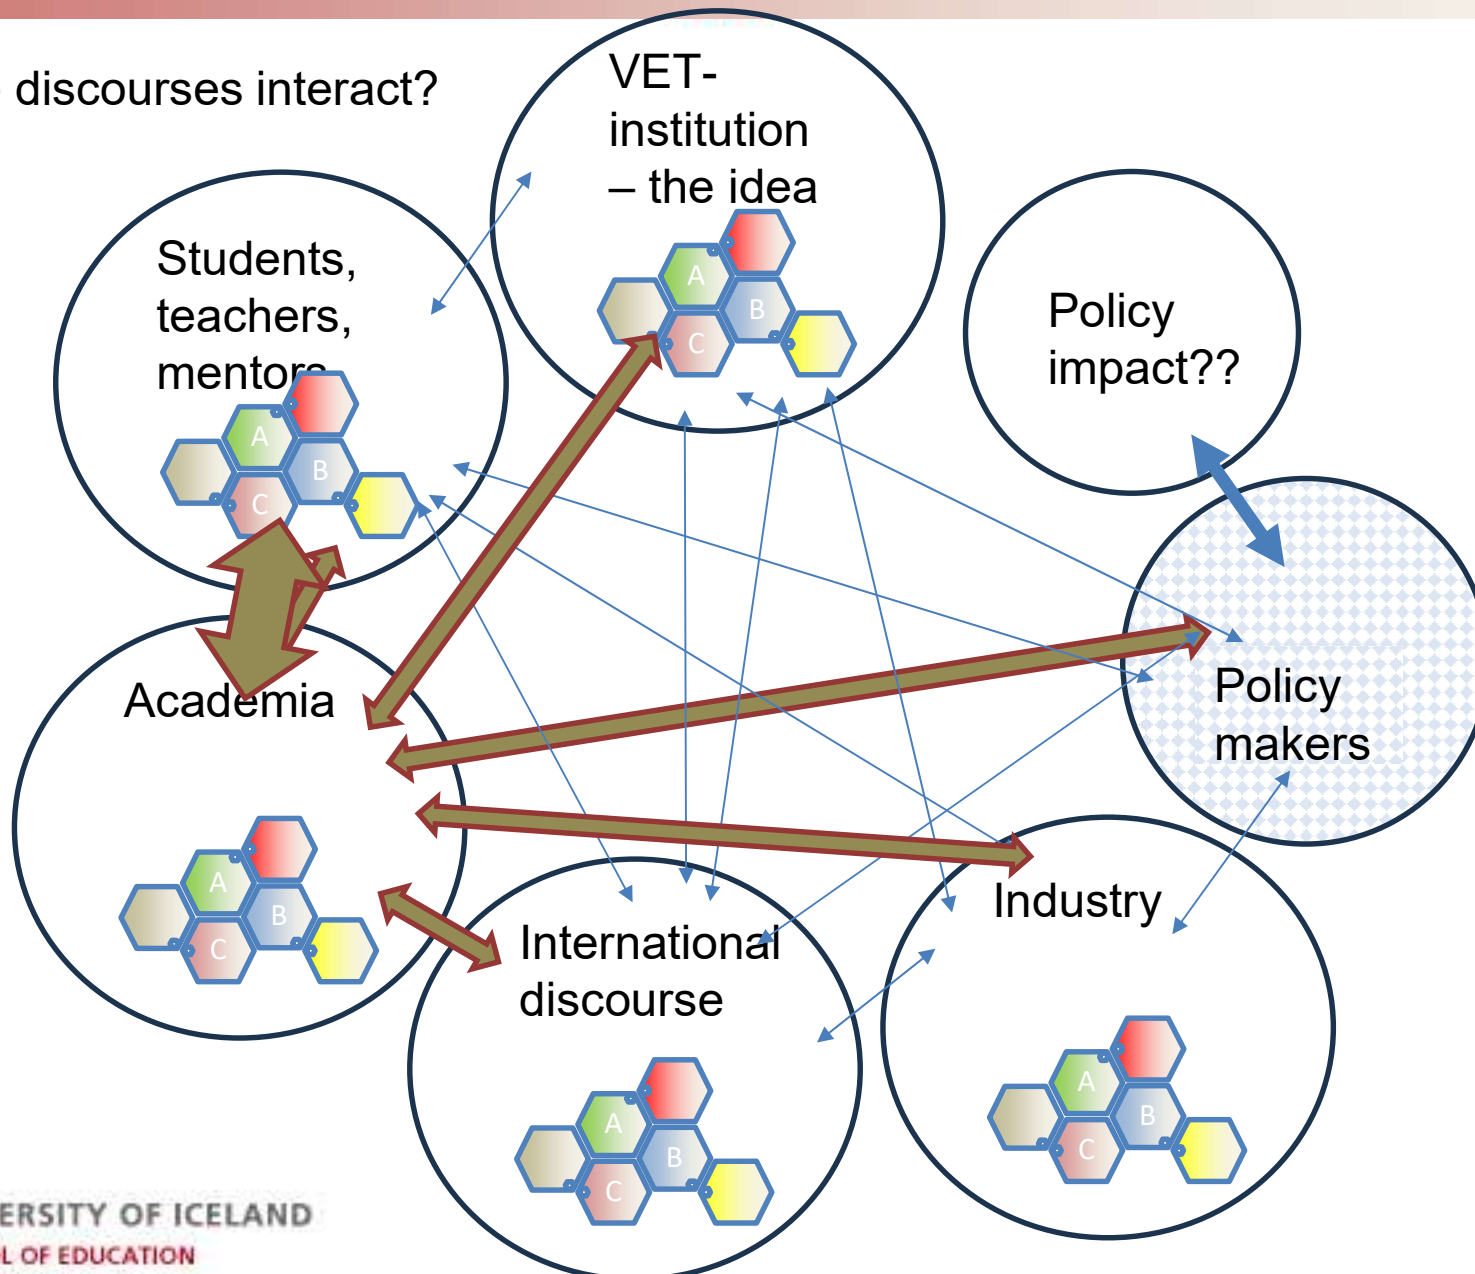 discourses interact?
VET-
institution
– the idea
A
B
C
Students,
teachers,
mentors
A
B
C
Policy
impact??
Policy
makers
Academia
A
B
C
International
discourse
A
B
C
Industry
A
B
C
ERSITY OF ICELAND
L OF EDUCATION